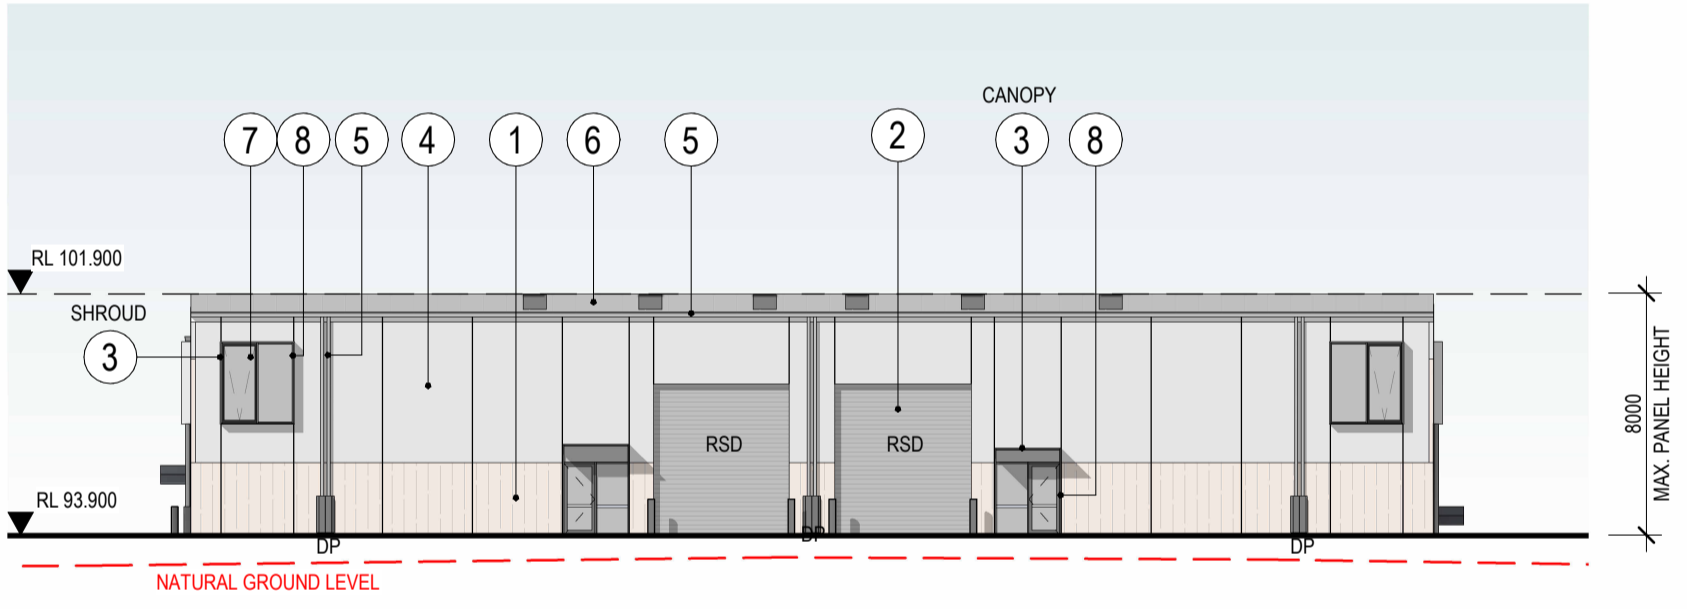 CANOPY
7 8 5 4 1 6 5 2 3 8
RL 101.900
SHROUD
3
RSD RSD
8000
MAX. PANEL HEIGHT
RL 93.900
8
DP DP DP
NATURAL GROUND LEVEL